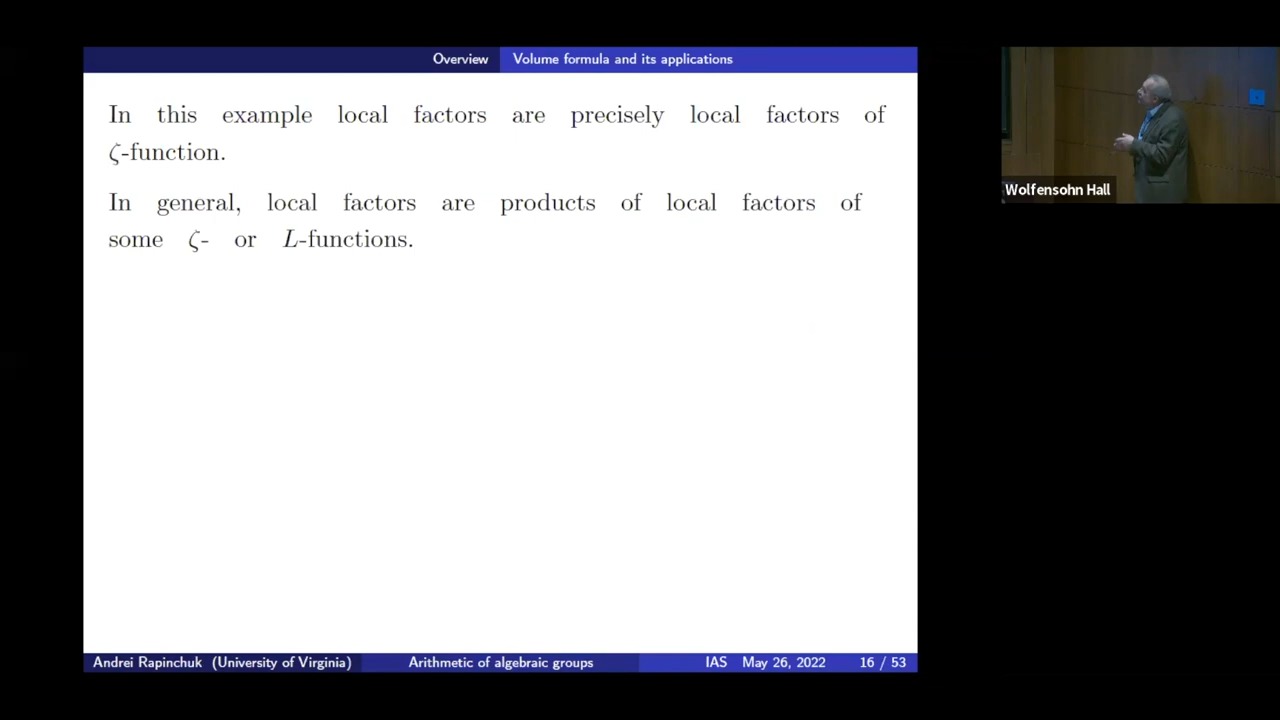 Overview Volume formula and its applications
In this example local factors are precisely local factors of
ζ-function.
In general, local factors are products of local factors of
some ζ- or L-functions.
Wolfensohn Hall
Andrei Rapinchuk (University of Virginia) Arithmetic of algebraic groups IAS May 26, 2022 16 / 53